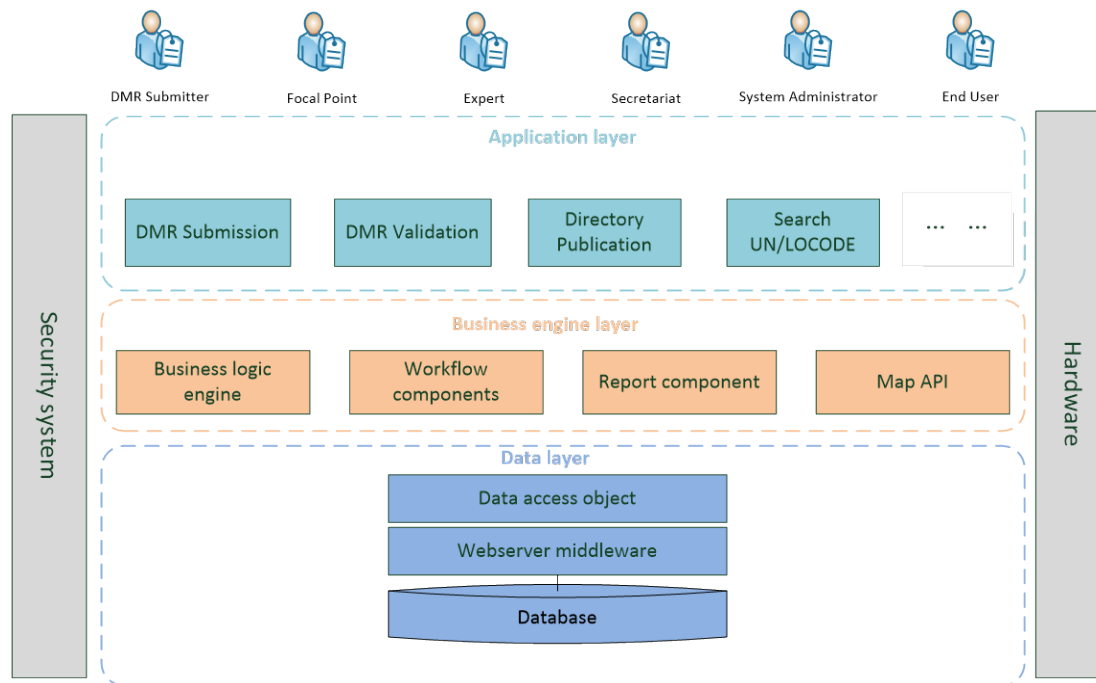 DMR Submitter
Focal Point
Expert
Secretariat
System Administrator
End User
Application layer
DMR Submission
DMR Validation
Directory
Publication
Search
UN/LOCODE
... ...
Business engine layer
Business logic
engine
Workflow
components
Report component
Map API
Data layer
Data access object
Webserver middleware
Database
Security system
Hardware